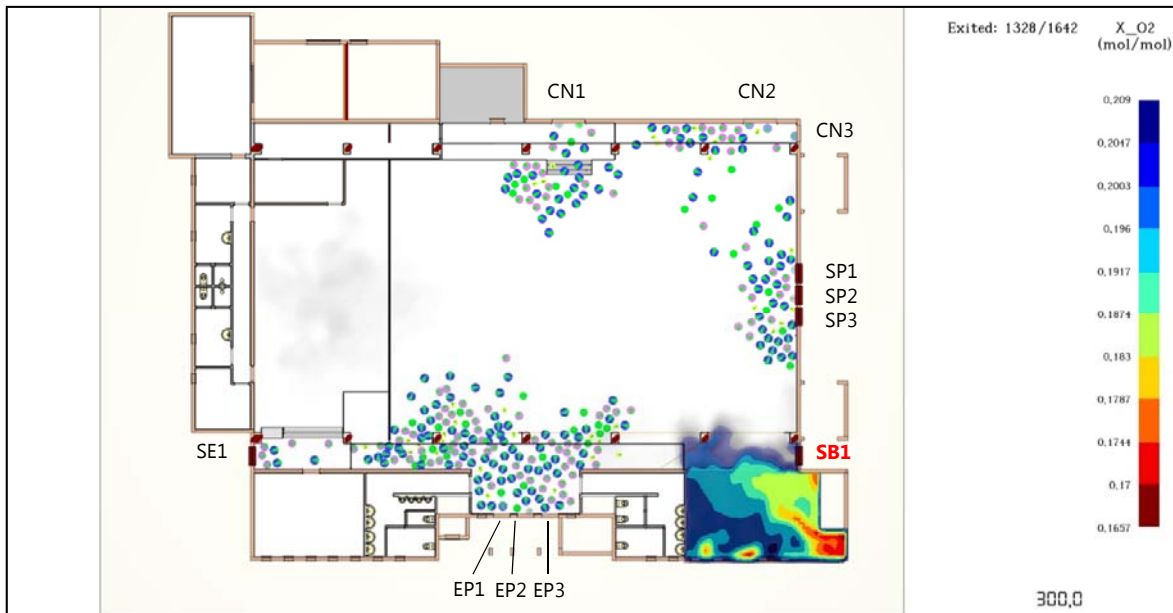 Exited: 1328/1642
X_O2
(mol/mol)
CN1
CN2
CN3
0,209
0,2047
0,2003
0,196
0,1917
0,1874
0,183
0,1787
0,1744
0,17
0,1657
SP1
SP2
SP3
SE1
SB1
EP1 EP2 EP3
300,0